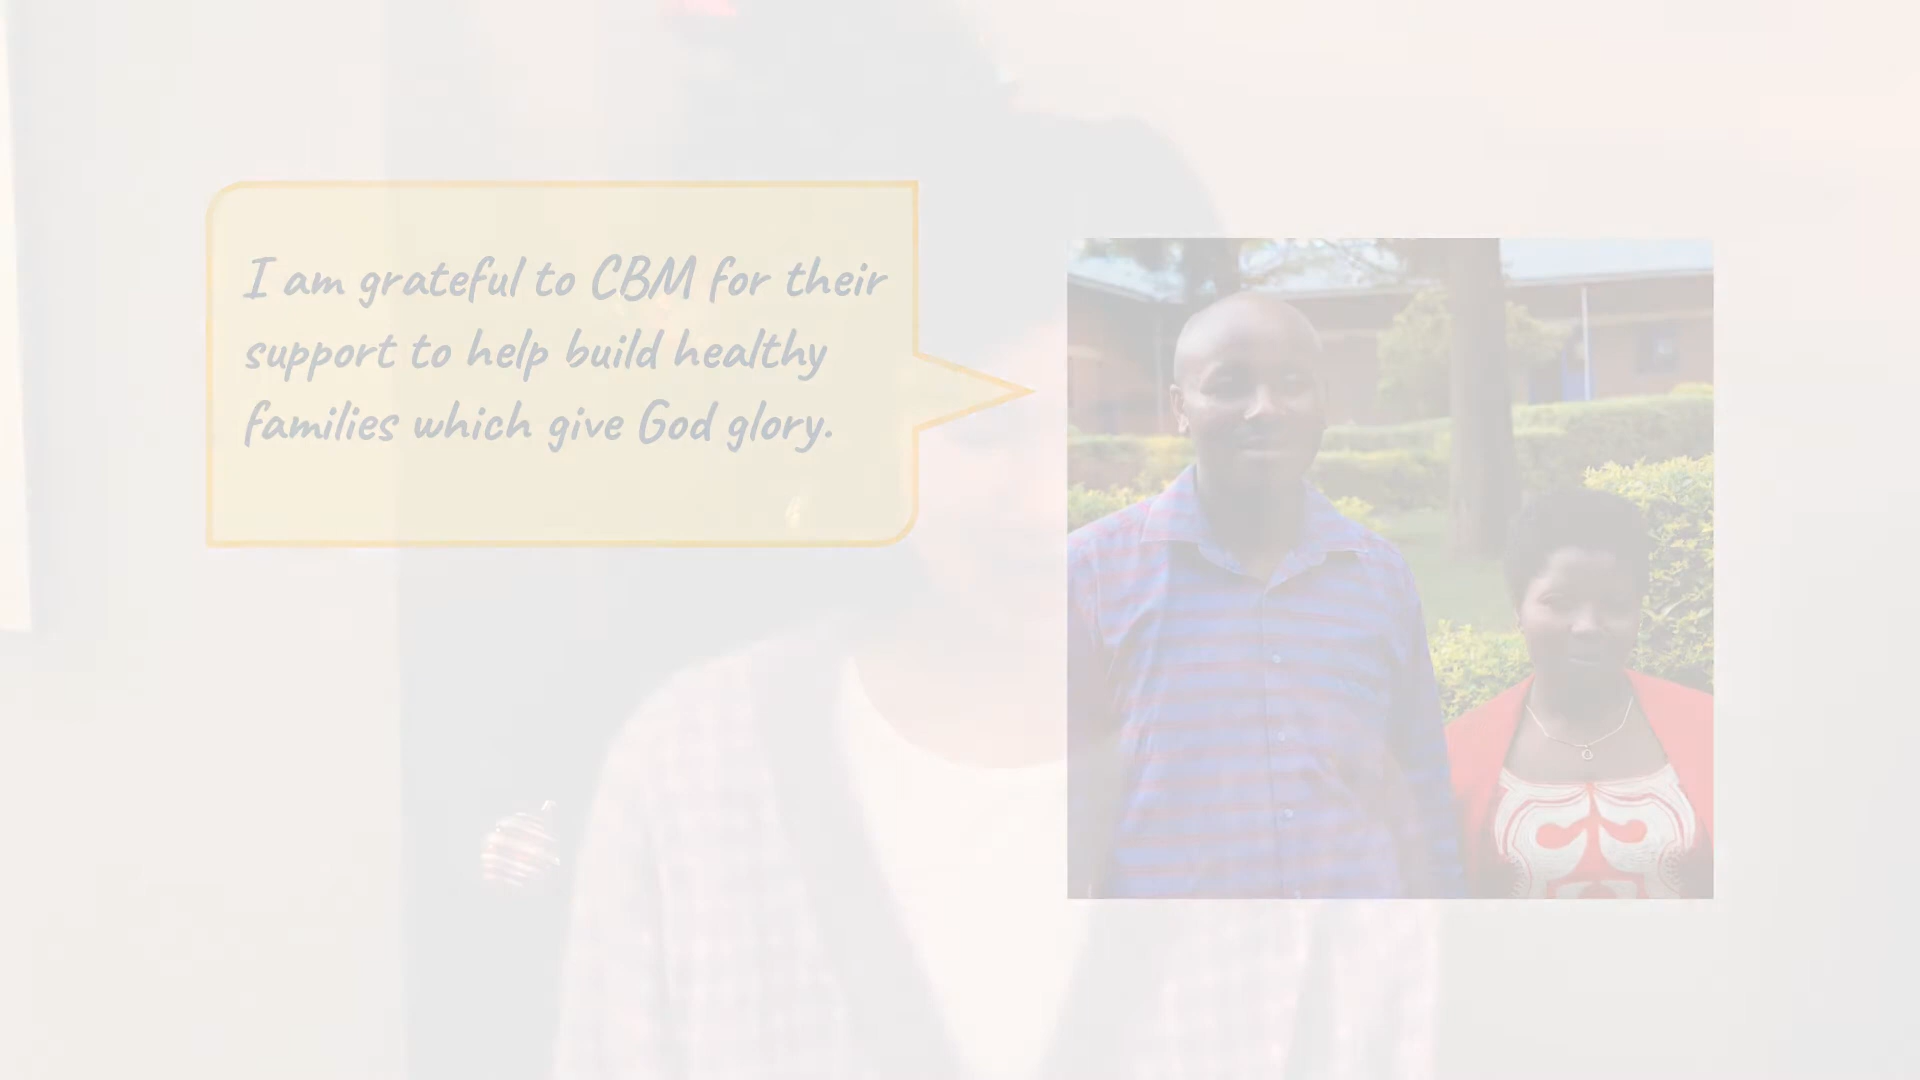 I am grateful to CBM for their
support to help build healthy
families which give God glory.